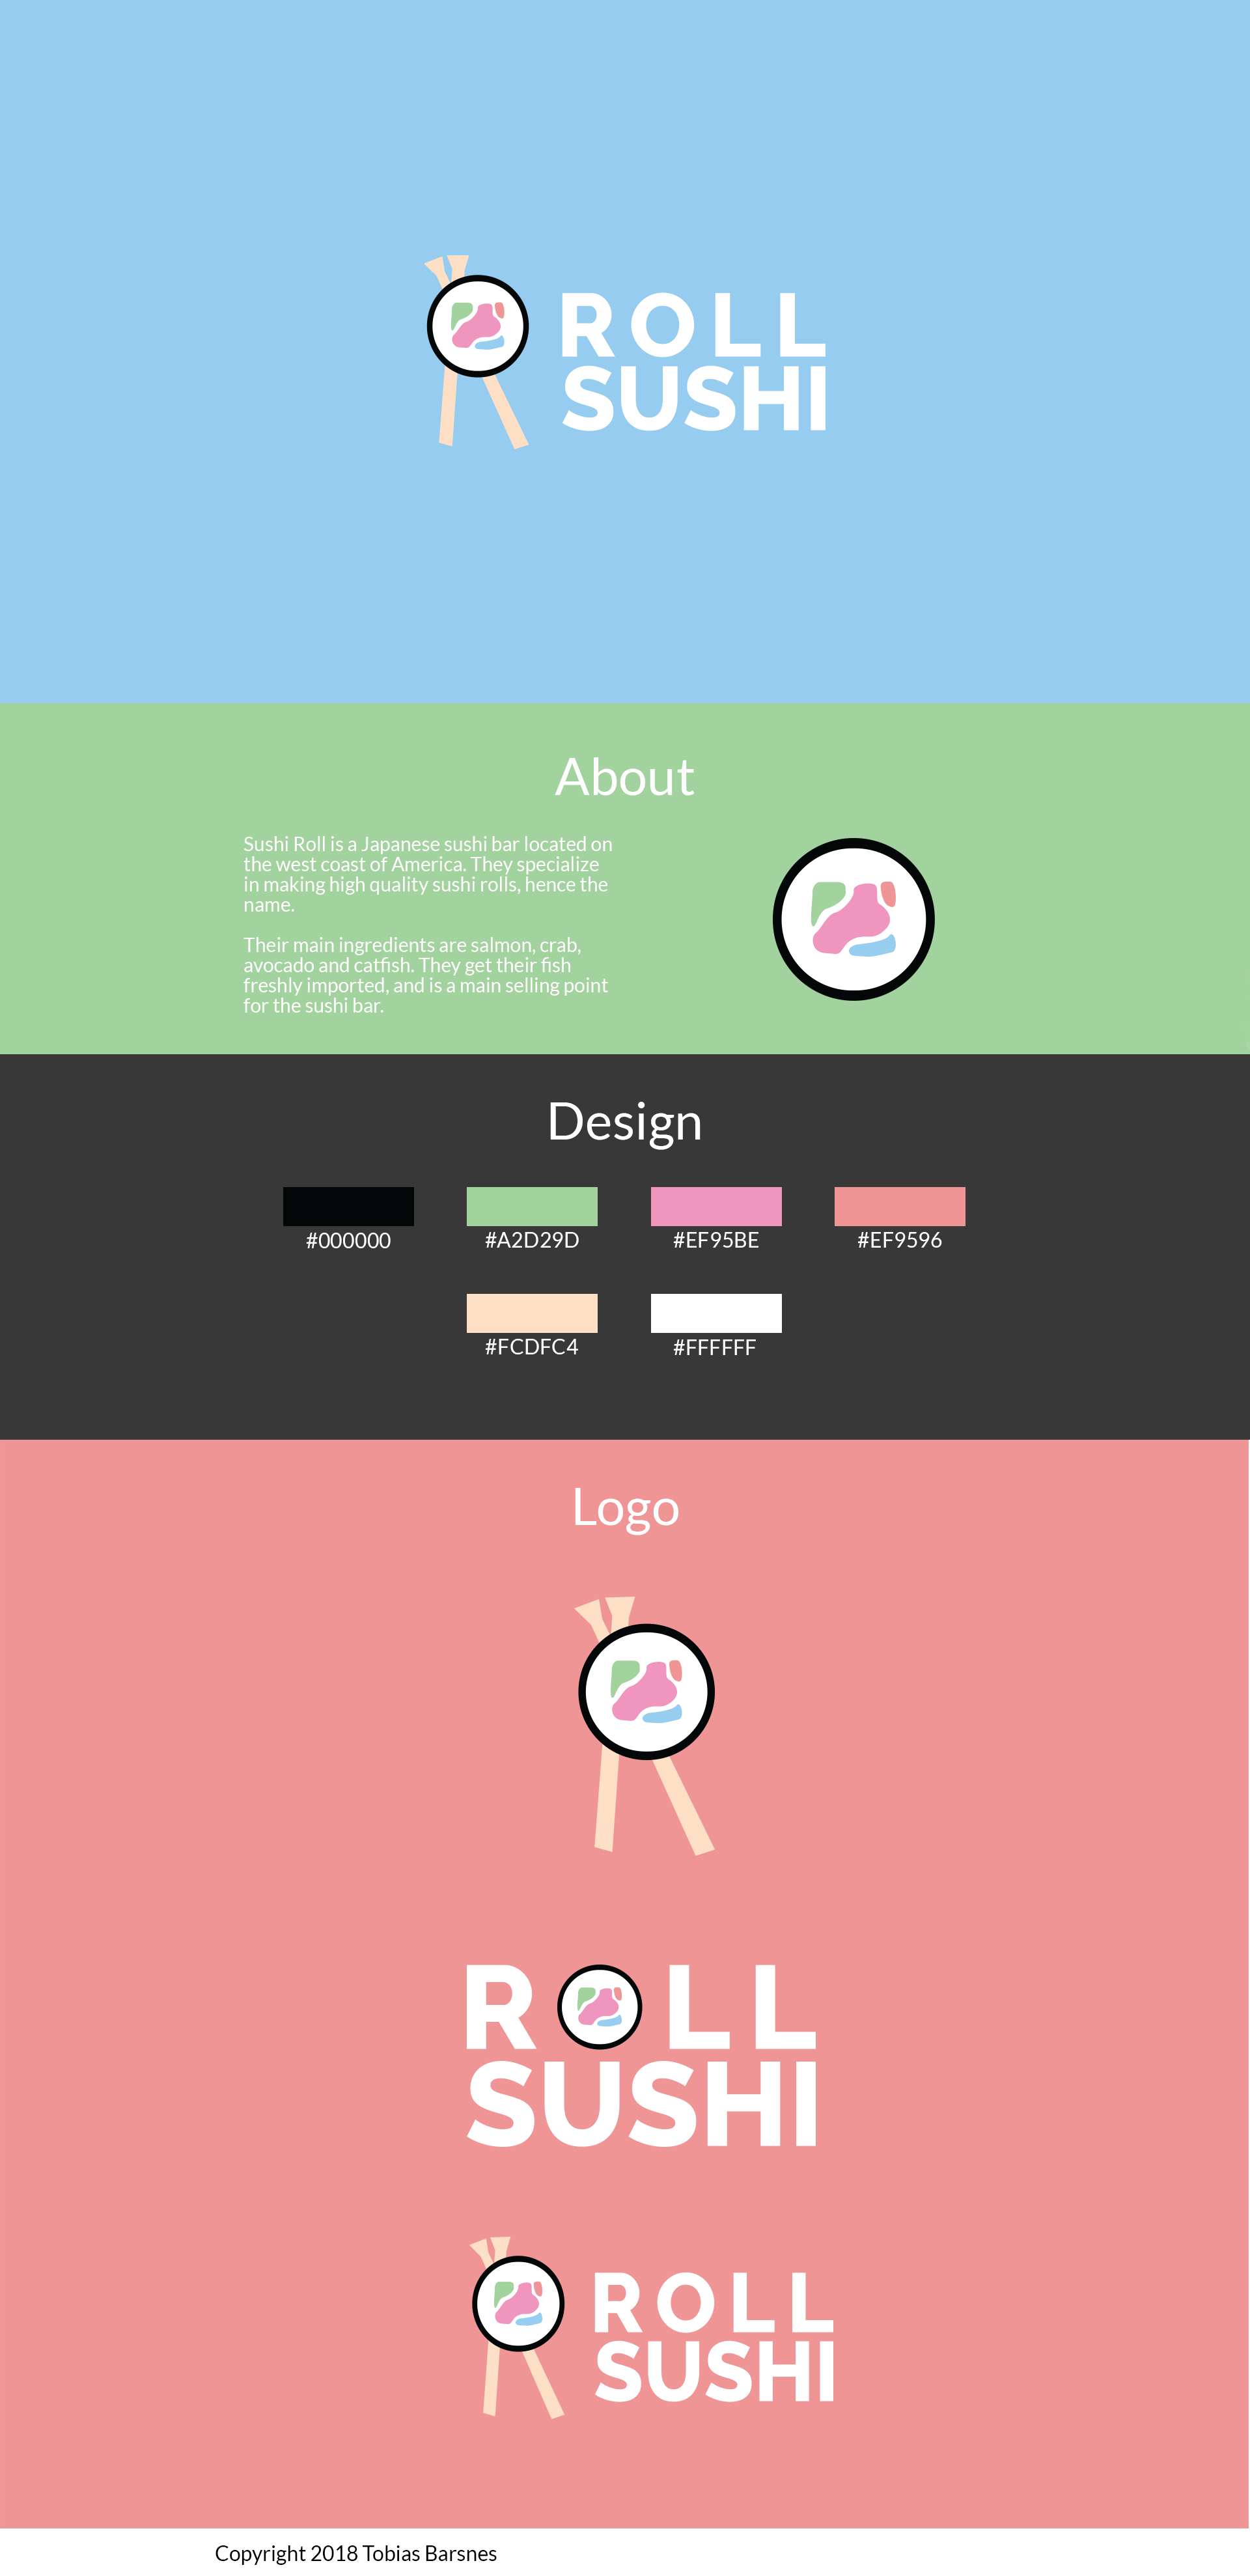 ROLL
SUSHI
About
Sushi Roll is a Japanese sushi bar located on
the west coast of America. They specialize
in making high quality sushi rolls, hence the
name.
Their main ingredients are salmon, crab,
avocado and catfish. They get their fish
freshly imported, and is a main selling point
for the sushi bar.
Design
#000000 #A2D29D #EF95BE #EF9596
#FCDFC4 #FFFFFF
Logo
ROLL
SUSHI
ROLL
SUSHI
Copyright 2018 Tobias Barsnes